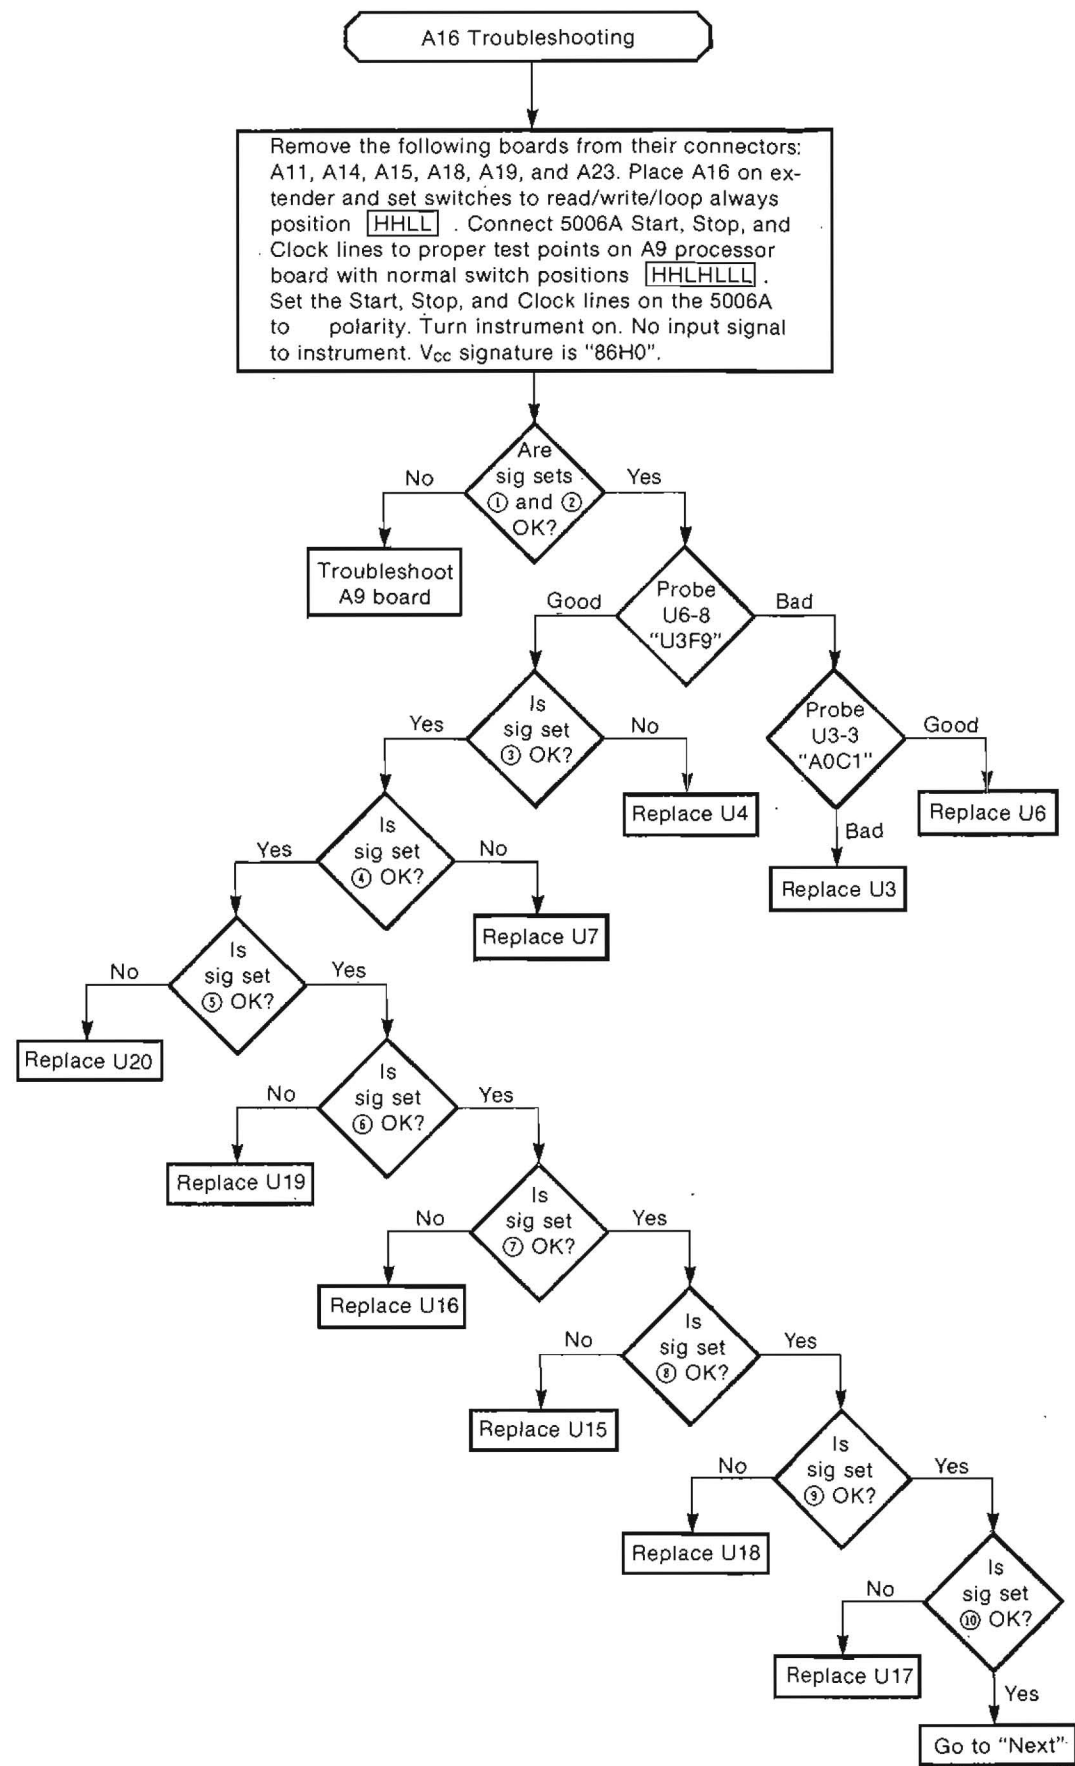 A16 Troubleshooting
Remove the following boards from their connectors:
A11, A14, A15, A18, A19, and A23. Place A16 on ex-
tender and set switches to read/write/loop always
position HHLL . Connect 5006A Start, Stop, and
Clock lines to proper test points on A9 processor
board with normal switch positions HHLHLLL .
Set the Start, Stop, and Clock lines on the 5006A
to polarity. Turn instrument on. No input signal
to instrument. Vcc signature is "86H0".
Are
sig sets
① and ②
OK?
No
Yes
Troubleshoot
A9 board
Probe
U6-8
"U3F9"
Good
Bad
Is
sig set
③ OK?
Yes
No
Probe
U3-3
"A0C1"
Good
Bad
Replace U4
Replace U6
Replace U3
Is
sig set
④ OK?
Yes
No
Replace U7
Is
sig set
⑤ OK?
No
Yes
Replace U20
Is
sig set
⑥ OK?
No
Yes
Replace U19
Is
sig set
⑦ OK?
No
Yes
Replace U16
Is
sig set
⑧ OK?
No
Yes
Replace U15
Is
sig set
⑨ OK?
No
Yes
Replace U18
Is
sig set
⑩ OK?
No
Yes
Replace U17
Go to "Next"